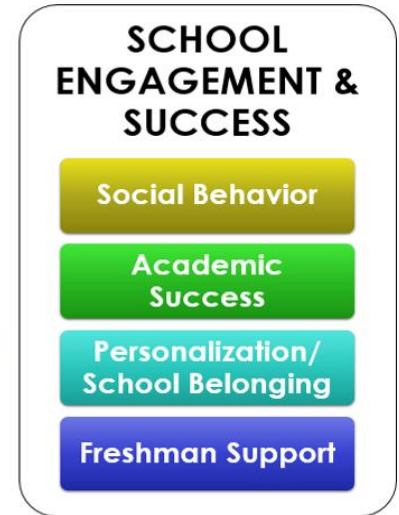 SCHOOL
ENGAGEMENT &
SUCCESS
Social Behavior
Academic
Success
Personalization/
School Belonging
Freshman Support